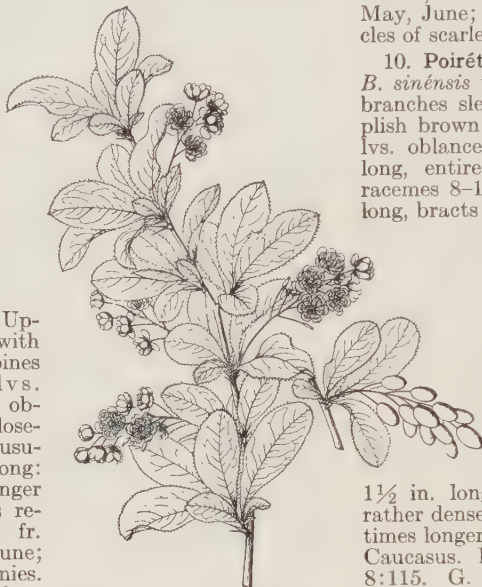 May, June;
cles of scarle
10. Poirét
B. sinénsis
branches sle
plish brown
lvs. oblance
long, entire
racemes 8-1
long, bracts
Up-
with
pines
lvs.
ob-
lose-
usu-
ong:
nger
s re-
fr.
une;
nies.
1½ in. long
rather dense
times longer
Caucasus.
8:115. G.